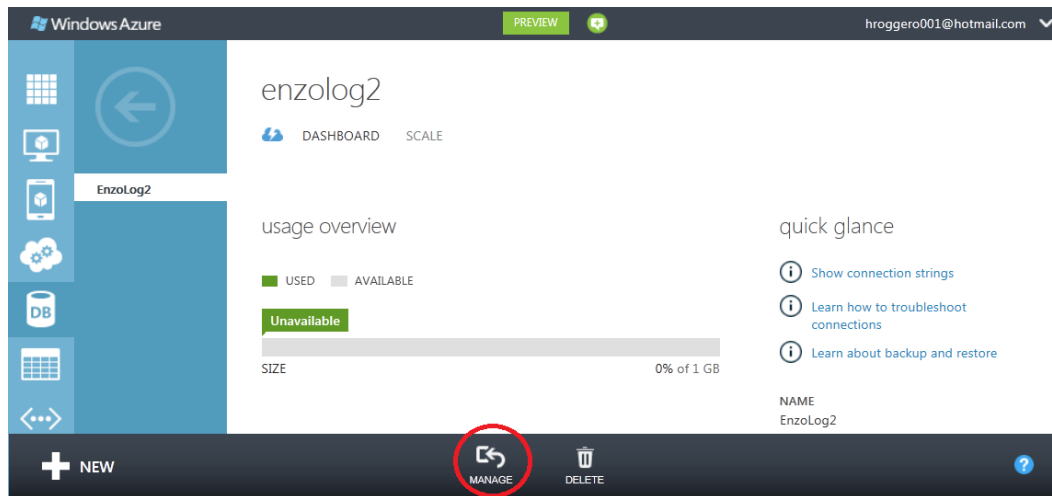 Windows Azure
PREVIEW
hroggero001@hotmail.com
enzolog2
DASHBOARD SCALE
EnzoLog2
DB
usage overview
USED AVAILABLE
Unavailable
SIZE 0% of 1 GB
quick glance
Show connection strings
Learn how to troubleshoot
connections
Learn about backup and restore
NAME
EnzoLog2
NEW
MANAGE
DELETE
?